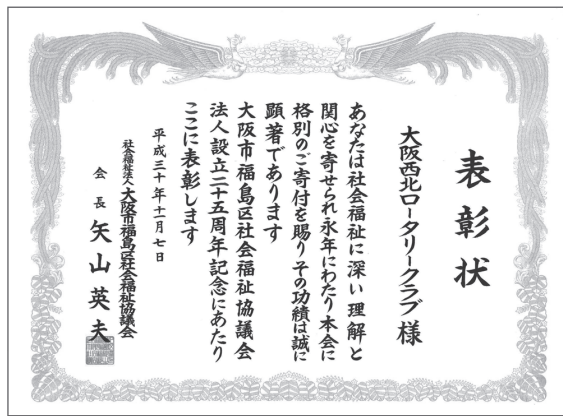 表彰状
大阪西北ロータリークラブ様
あなたは社会福祉に深い理解と
関心を寄せられ永年にわたり本会に
格別のご寄付を賜りその功績は誠に
顕著であります
大阪市福島区社会福祉協議会
法人設立二十五周年記念にあたり
ここに表彰します
平成三十年十一月七日
社会福祉法人大阪市福島区社会福祉協議会
会長 矢山英夫